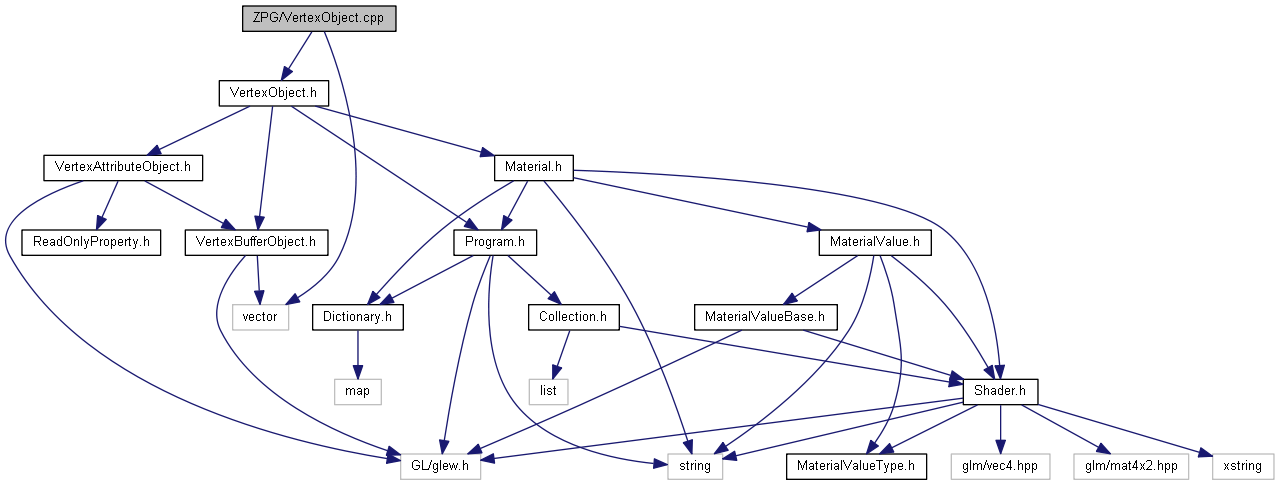 ZPG/VertexObject.cpp
VertexObject.h
VertexAttributeObject.h
Material.h
ReadOnlyProperty.h
VertexBufferObject.h
Program.h
MaterialValue.h
vector
Dictionary.h
Collection.h
MaterialValueBase.h
map
list
Shader.h
GL/glew.h
string
MaterialValueType.h
glm/vec4.hpp
glm/mat4x2.hpp
xstring